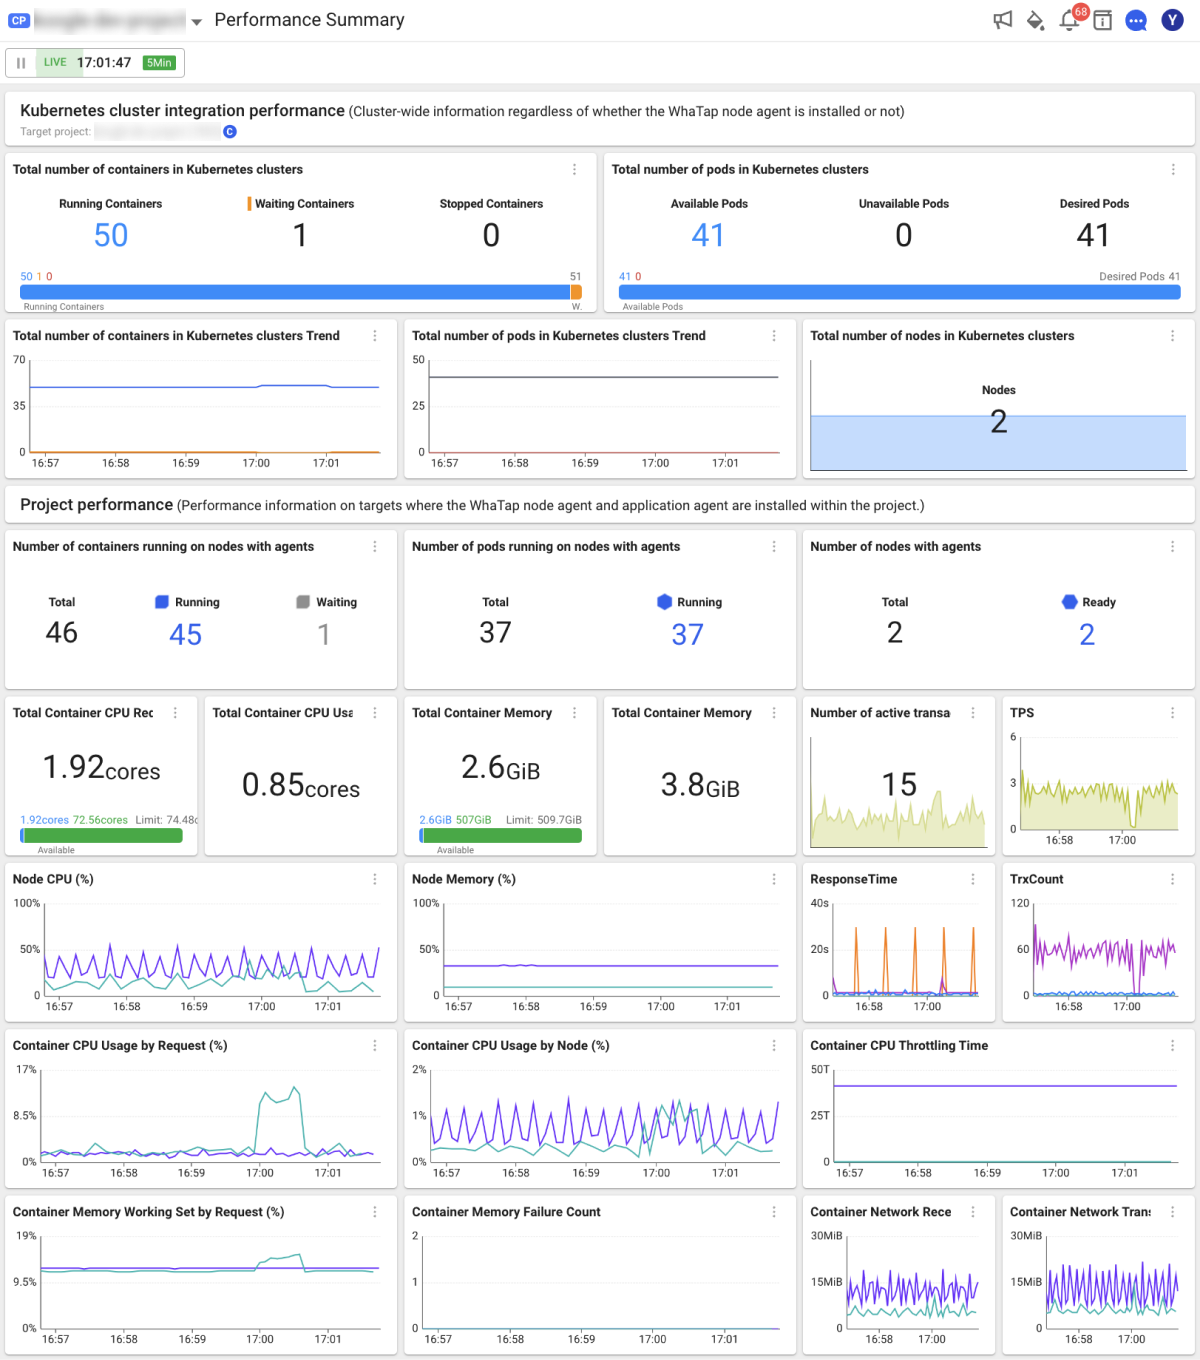 CP
Performance Summary
68
Y
LIVE 17:01:47 5Min
Kubernetes cluster integration performance (Cluster-wide information regardless of whether the WhaTap node agent is installed or not)
Target project:
C
Total number of containers in Kubernetes clusters
Running Containers Waiting Containers Stopped Containers
50 1 0
50 1 0 51
Running Containers W.
Total number of pods in Kubernetes clusters
Available Pods Unavailable Pods Desired Pods
41 0 41
41 0 Desired Pods 41
Available Pods
Total number of containers in Kubernetes clusters Trend
70
35
0
16:57 16:58 16:59 17:00 17:01
Total number of pods in Kubernetes clusters Trend
50
25
0
16:57 16:58 16:59 17:00 17:01
Total number of nodes in Kubernetes clusters
Nodes
2
Project performance (Performance information on targets where the WhaTap node agent and application agent are installed within the project.)
Number of containers running on nodes with agents
Total Running Waiting
46 45 1
Number of pods running on nodes with agents
Total Running
37 37
Number of nodes with agents
Total Ready
2 2
Total Container CPU Rec
1.92cores
1.92cores 72.56cores Limit: 74.48c
Available
Total Container CPU Usa
0.85cores
Total Container Memory
2.6GiB
2.6GiB 507GiB Limit: 509.7GiB
Available
Total Container Memory
3.8GiB
Number of active transa
15
TPS
6
3
0
16:58 17:00
Node CPU (%)
100%
50%
0
16:57 16:58 16:59 17:00 17:01
Node Memory (%)
100%
50%
0
16:57 16:58 16:59 17:00 17:01
ResponseTime
40s
20s
0
16:58 17:00
TrxCount
120
60
0
16:58 17:00
Container CPU Usage by Request (%)
17%
8.5%
0%
16:57 16:58 16:59 17:00 17:01
Container CPU Usage by Node (%)
2%
1%
0%
16:57 16:58 16:59 17:00 17:01
Container CPU Throttling Time
50T
25T
0
16:57 16:58 16:59 17:00 17:01
Container Memory Working Set by Request (%)
19%
9.5%
0%
16:57 16:58 16:59 17:00 17:01
Container Memory Failure Count
2
1
0
16:57 16:58 16:59 17:00 17:01
Container Network Rece
30MiB
15MiB
0
16:58 17:00
Container Network Trans
30MiB
15MiB
0
16:58 17:00